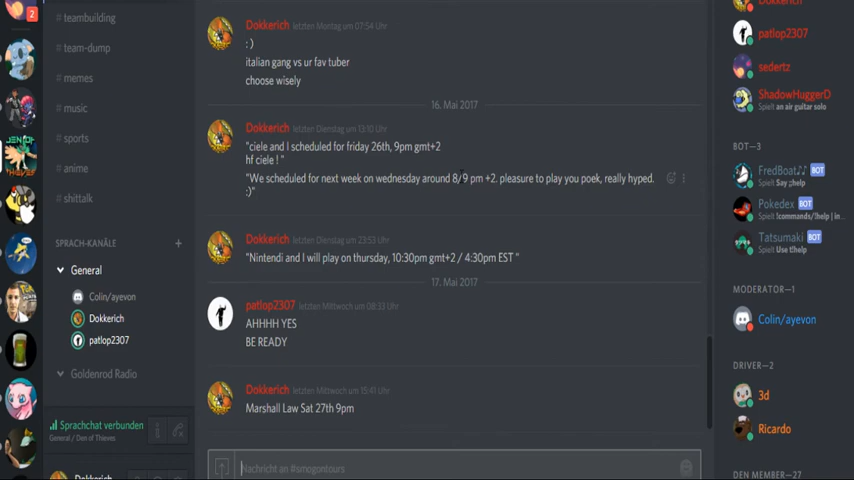 2
# teambuilding
# team-dump
# memes
# music
# sports
# anime
# shittalk
SPRACH-KANÄLE
General
Colin/ayevon
Dokkerich
patlop2307
Goldenrod Radio
Sprachchat verbunden
General / Den of Thieves
Dokkerich
Dokkerich letzten Montag um 07:54 Uhr
: )
italian gang vs ur fav tuber
choose wisely
16. Mai 2017
Dokkerich letzten Dienstag um 13:10 Uhr
"ciele and I scheduled for friday 26th, 9pm gmt+2
hf ciele ! "
"We scheduled for next week on wednesday around 8/9 pm +2. pleasure to play you poek, really hyped.
:)"
Dokkerich letzten Dienstag um 23:53 Uhr
"Nintendi and I will play on thursday, 10:30pm gmt+2 / 4:30pm EST "
17. Mai 2017
patlop2307 letzten Mittwoch um 08:33 Uhr
AHHHH YES
BE READY
Dokkerich letzten Mittwoch um 15:41 Uhr
Marshall Law Sat 27th 9pm
Nachricht an #smogontours
Dokkerich
patlop2307
sedertz
ShadowHuggerD
Spielt an air guitar solo
BOT—3
FredBoat♪♪ BOT
Spielt Say ;;help
Pokedex BOT
Spielt !commands/!help | in...
Tatsumaki BOT
Spielt Use t!help
MODERATOR—1
Colin/ayevon
DRIVER—2
3d
Ricardo
DEN MEMBER—27